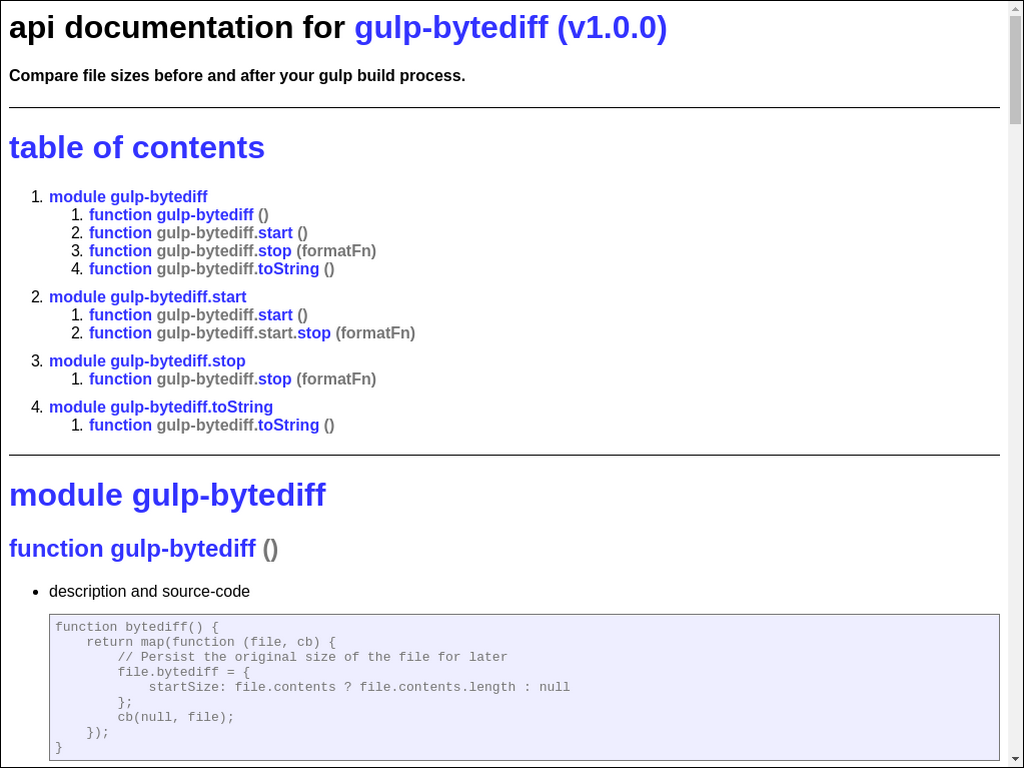 api documentation for gulp-bytediff (v1.0.0)
Compare file sizes before and after your gulp build process.
table of contents
1. module gulp-bytediff
1. function gulp-bytediff ()
2. function gulp-bytediff.start ()
3. function gulp-bytediff.stop (formatFn)
4. function gulp-bytediff.toString ()
2. module gulp-bytediff.start
1. function gulp-bytediff.start ()
2. function gulp-bytediff.start.stop (formatFn)
3. module gulp-bytediff.stop
1. function gulp-bytediff.stop (formatFn)
4. module gulp-bytediff.toString
1. function gulp-bytediff.toString ()
module gulp-bytediff
function gulp-bytediff ()
• description and source-code
function bytediff() {
    return map(function (file, cb) {
        // Persist the original size of the file for later
        file.bytediff = {
            startSize: file.contents ? file.contents.length : null
        };
        cb(null, file);
    });
}